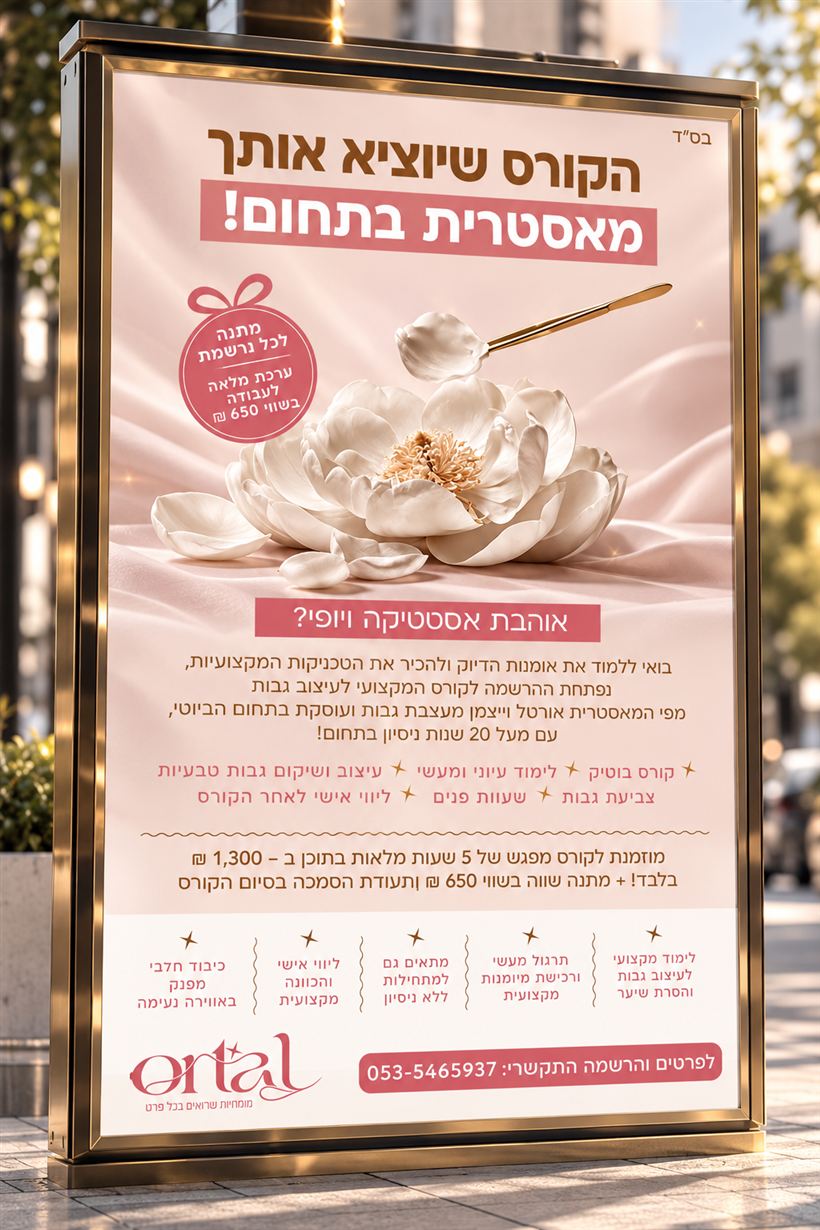 בס"ד
הקורס שיוציא אותך
מאסטרית בתחום!
מתנה
לכל נרשמת
ערכת מלאה
לעבודה
בשווי 650 ₪
אוהבת אסטטיקה ויופי?
בואי ללמוד את אומנות הדיוק ולהכיר את הטכניקות המקצועיות,
נפתחת ההרשמה לקורס המקצועי לעיצוב גבות
מפי המאסטרית אורטל וייצמן מעצבת גבות ועוסקת בתחום הביוטי,
עם מעל 20 שנות ניסיון בתחום!
קורס בוטיק לימוד עיוני ומעשי עיצוב ושיקום גבות טבעיות
צביעת גבות שעוות פנים ליווי אישי לאחר הקורס
מוזמנת לקורס מפגש של 5 שעות מלאות בתוכן ב – 1,300 ₪
בלבד! + מתנה שווה בשווי 650 ₪ ותעודת הסמכה בסיום הקורס
לימוד מקצועי
לעיצוב גבות
והסרת שיער
תרגול מעשי
ורכישת מיומנות
מקצועית
מתאים גם
למתחילות
ללא ניסיון
ליווי אישי
והכוונה
מקצועית
כיבוד חלבי
מפנק
באווירה נעימה
לפרטים והרשמה התקשרי: 053-5465937
ortal
מומחיות שרואים בכל פרט